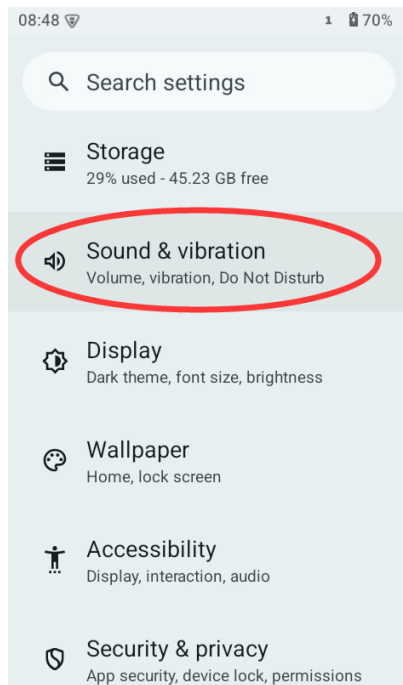 08:48 1 70%
Search settings
Storage
29% used - 45.23 GB free
Sound & vibration
Volume, vibration, Do Not Disturb
Display
Dark theme, font size, brightness
Wallpaper
Home, lock screen
Accessibility
Display, interaction, audio
Security & privacy
App security, device lock, permissions